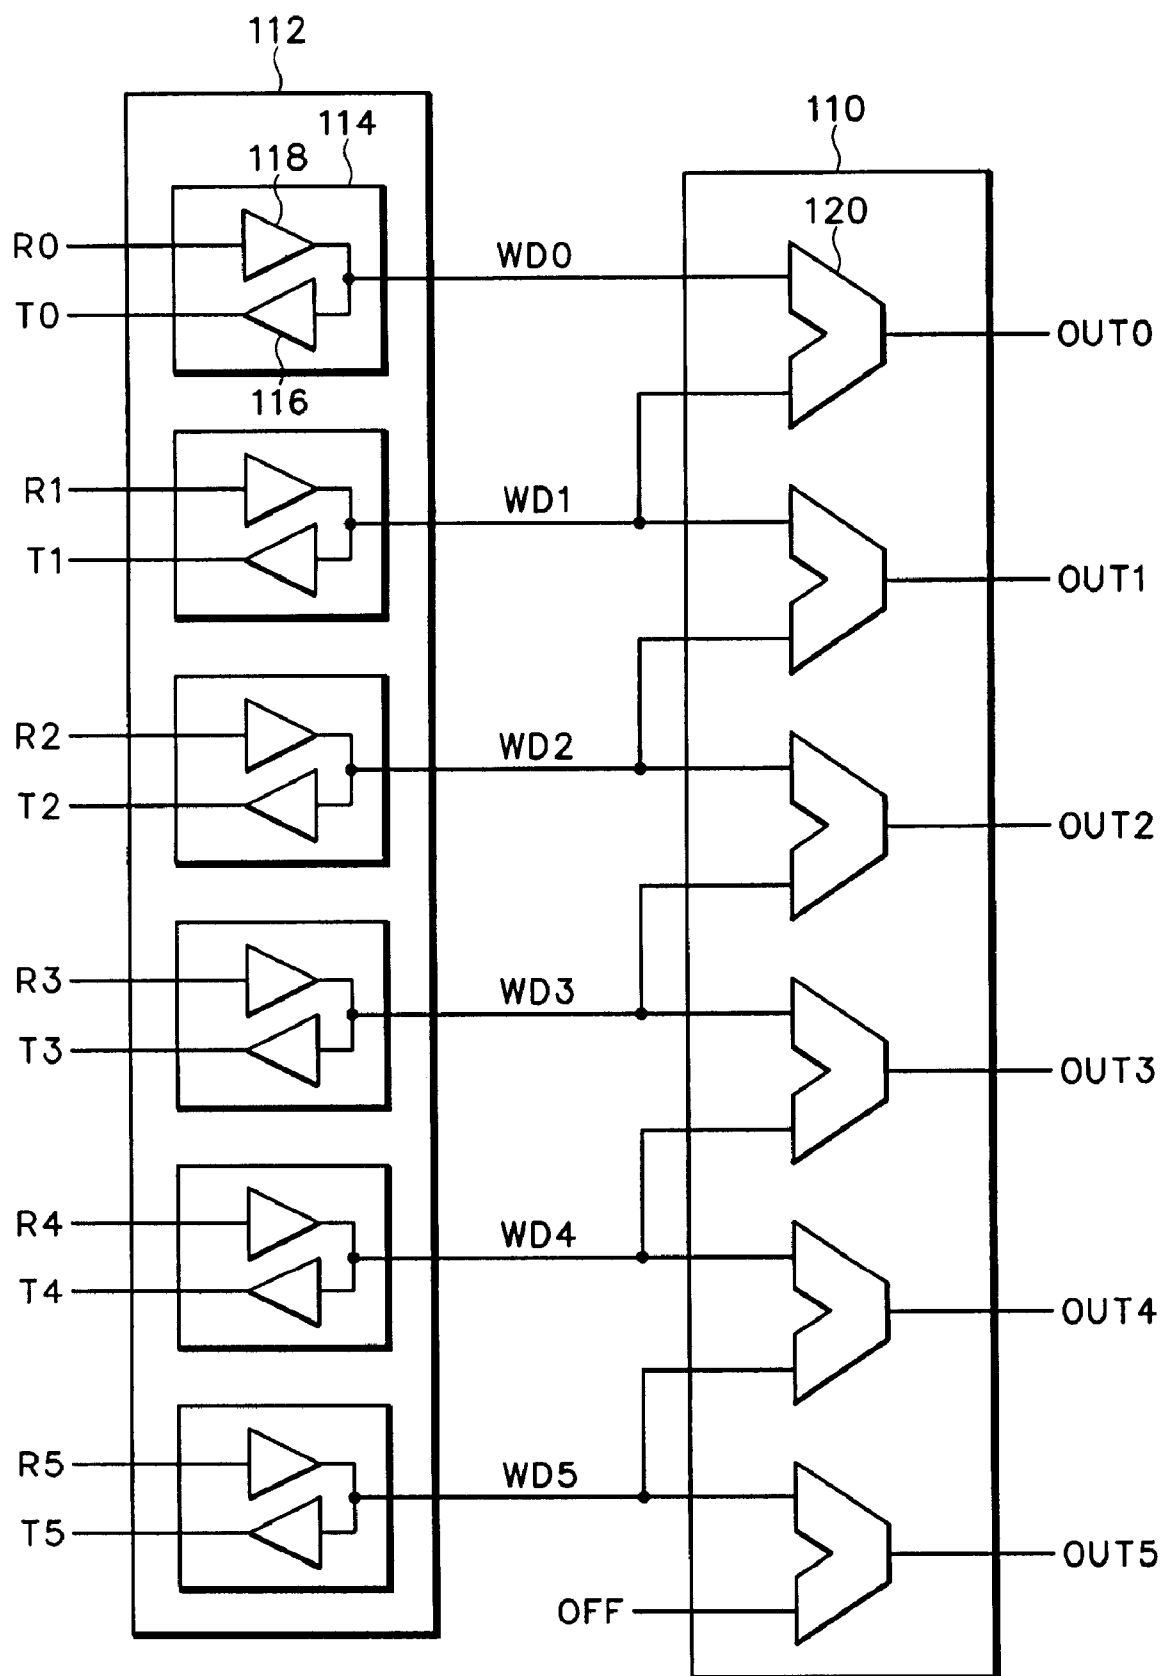 112
110
114
118
120
R0
WD0
T0
OUT0
116
R1
WD1
T1
OUT1
R2
WD2
T2
OUT2
R3
WD3
T3
OUT3
R4
WD4
T4
OUT4
R5
WD5
T5
OUT5
OFF